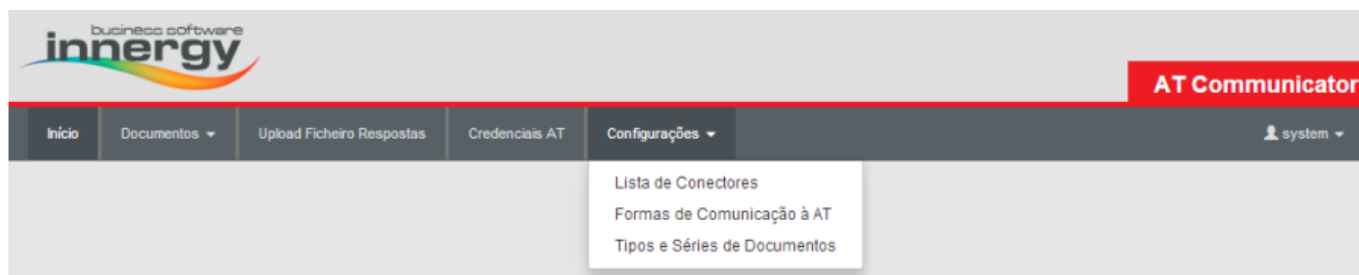 business software
innergy
AT Communicator
Início Documentos Upload Ficheiro Respostas Credenciais AT Configurações system
Lista de Conectores
Formas de Comunicação à AT
Tipos e Séries de Documentos